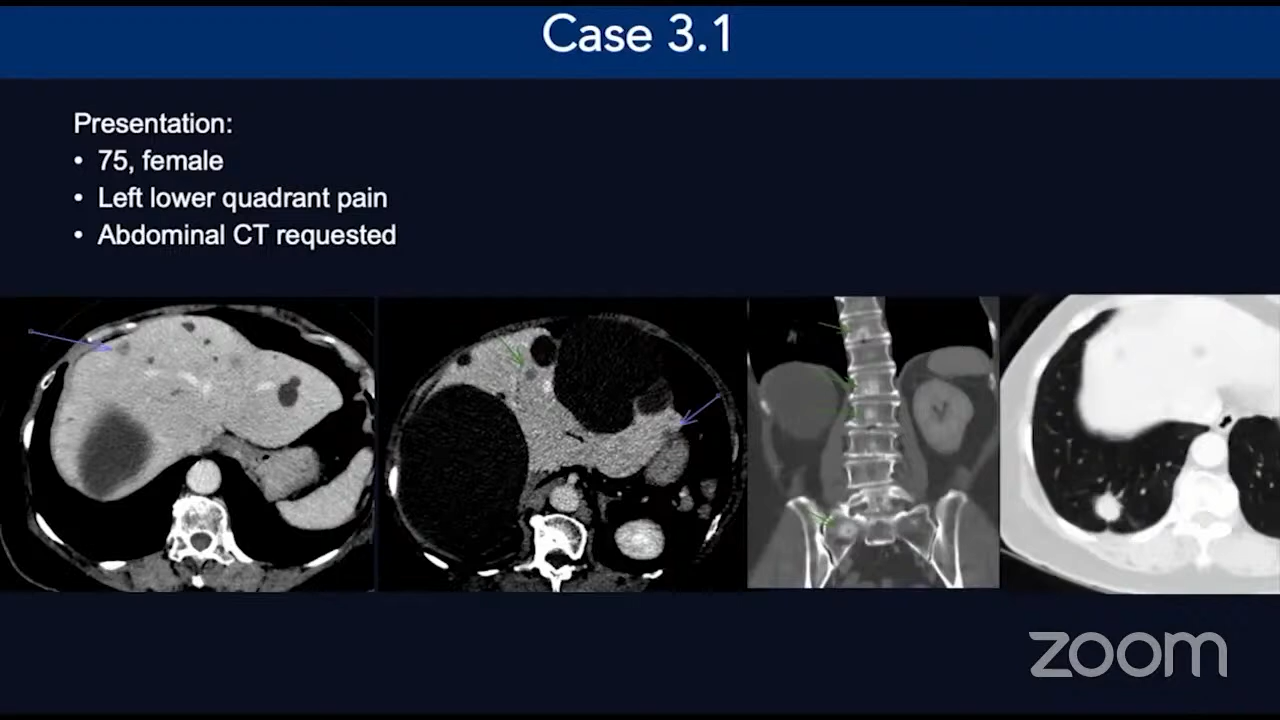 Case 3.1
Presentation:
• 75, female
• Left lower quadrant pain
• Abdominal CT requested
zoom